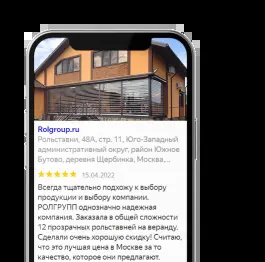 Rolgroup.ru
Рольставни, 48А, стр. 11, Юго-Западный
административный округ, район Южное
Бутово, деревня Щербинка, Москва,...
15.04.2022
Всегда тщательно подхожу к выбору
продукции и выбору компании.
РОЛГРУПП однозначно надежная
компания. Заказала в общей сложности
12 прозрачных рольставней на веранду.
Сделали очень хорошую скидку! Считаю,
что это лучшая цена в Москве за то
качество, которое они предлагают.